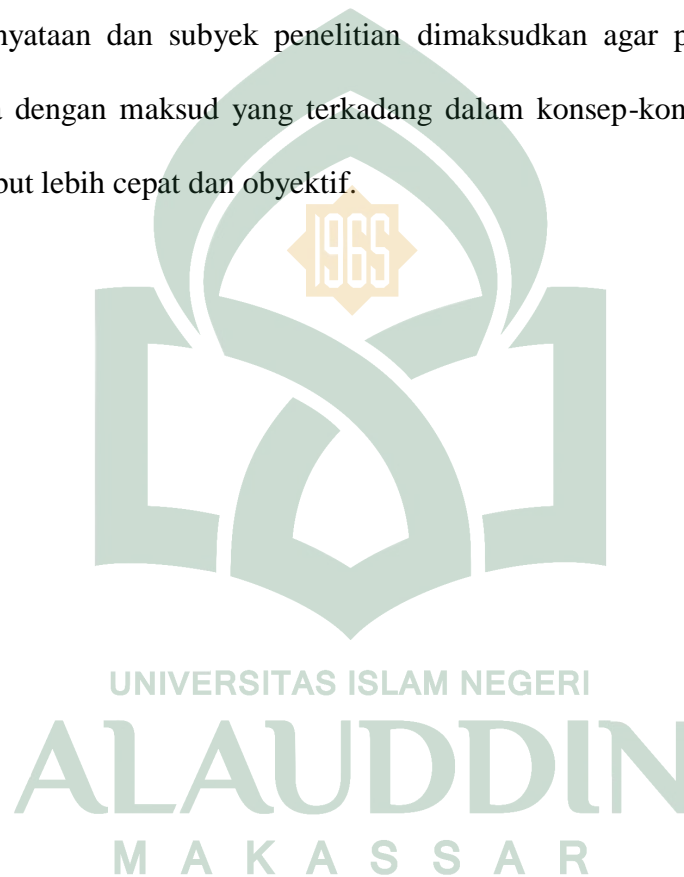 nyataan dan subyek penelitian dimaksudkan agar p
dengan maksud yang terkadang dalam konsep-kon
but lebih cepat dan obyektif.
1965
UNIVERSITAS ISLAM NEGERI
ALAUDDIN
MAKASSAR